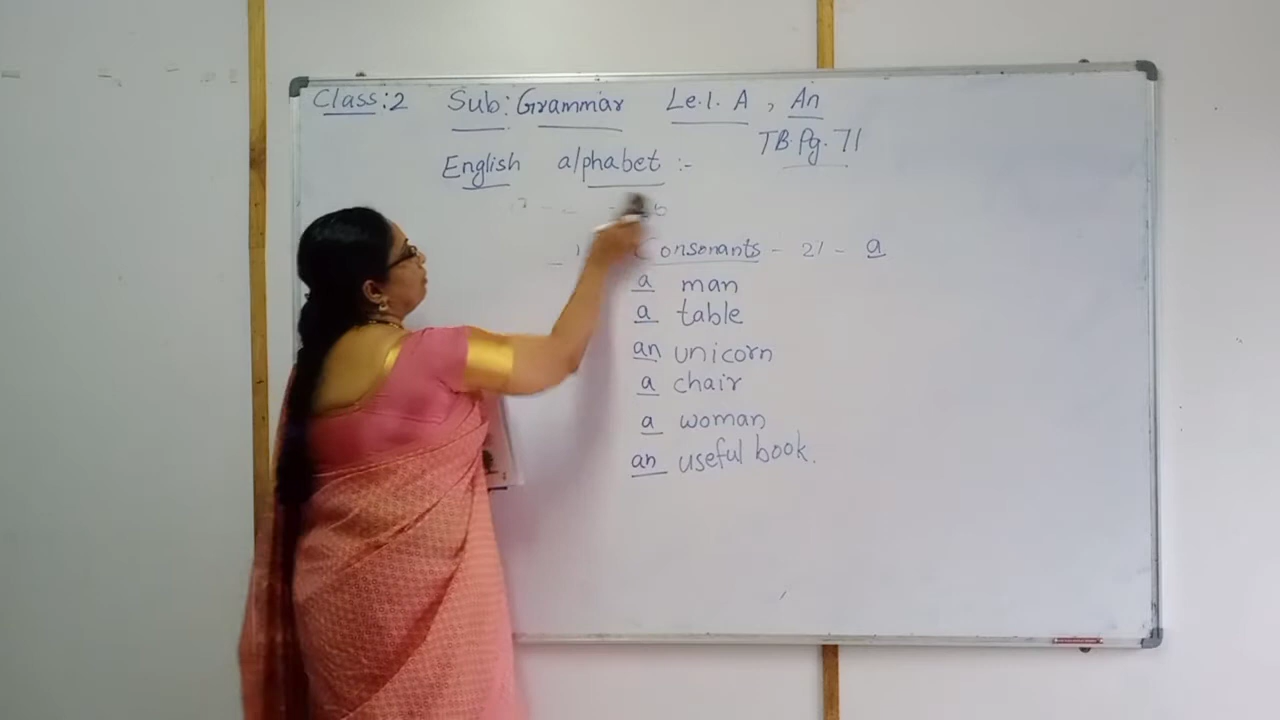 Class:2 Sub: Grammar Le.1. A, An
TB. Pg. 71
English alphabet :-
Consonants - 21 - a
a man
a table
an unicorn
a chair
a woman
an useful book.